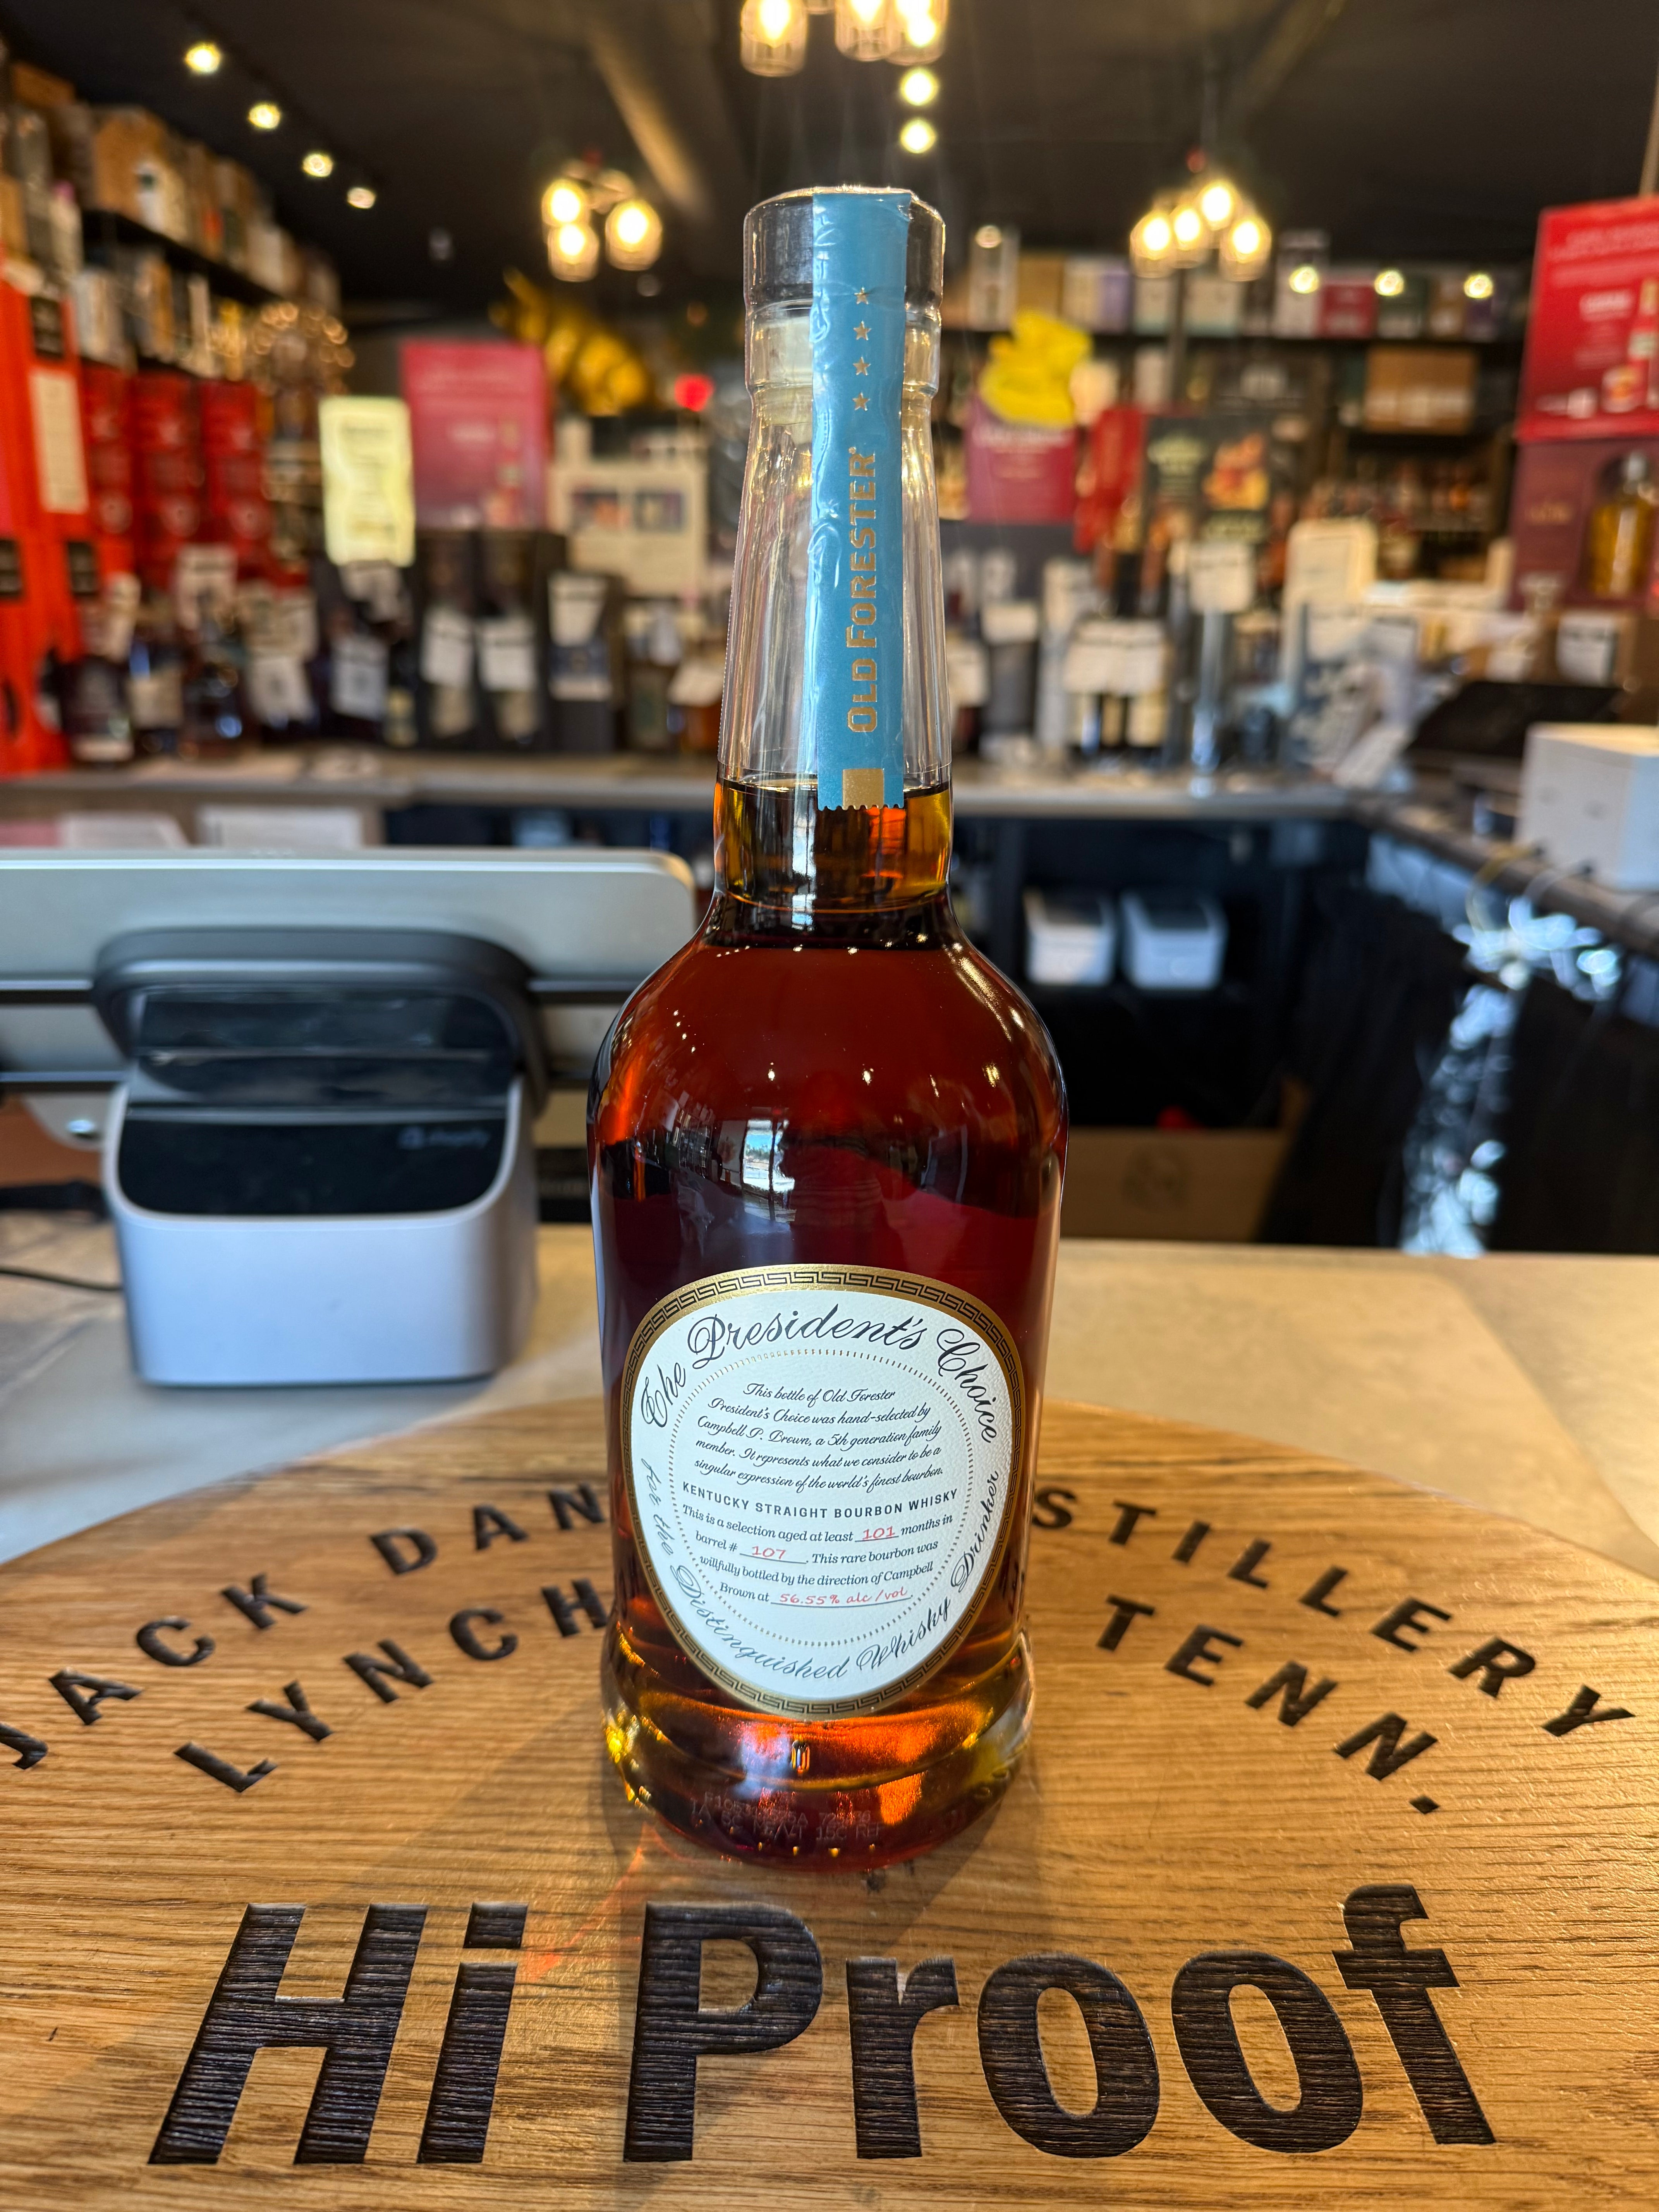 OLD FORESTER
The President's Choice
This bottle of Old Forester
President's Choice was hand-selected by
Campbell P. Brown, a 5th generation family
member. It represents what we consider to be a
singular expression of the world's finest bourbon.
KENTUCKY STRAIGHT BOURBON WHISKY
This is a selection aged at least 101 months in
barrel # 107. This rare bourbon was
willfully bottled by the direction of Campbell
Brown at 56.55% alc/vol
for the Distinguished Whisky Drinker
JACK DAN STILLERY
LYNCH TENN.
Hi Proof